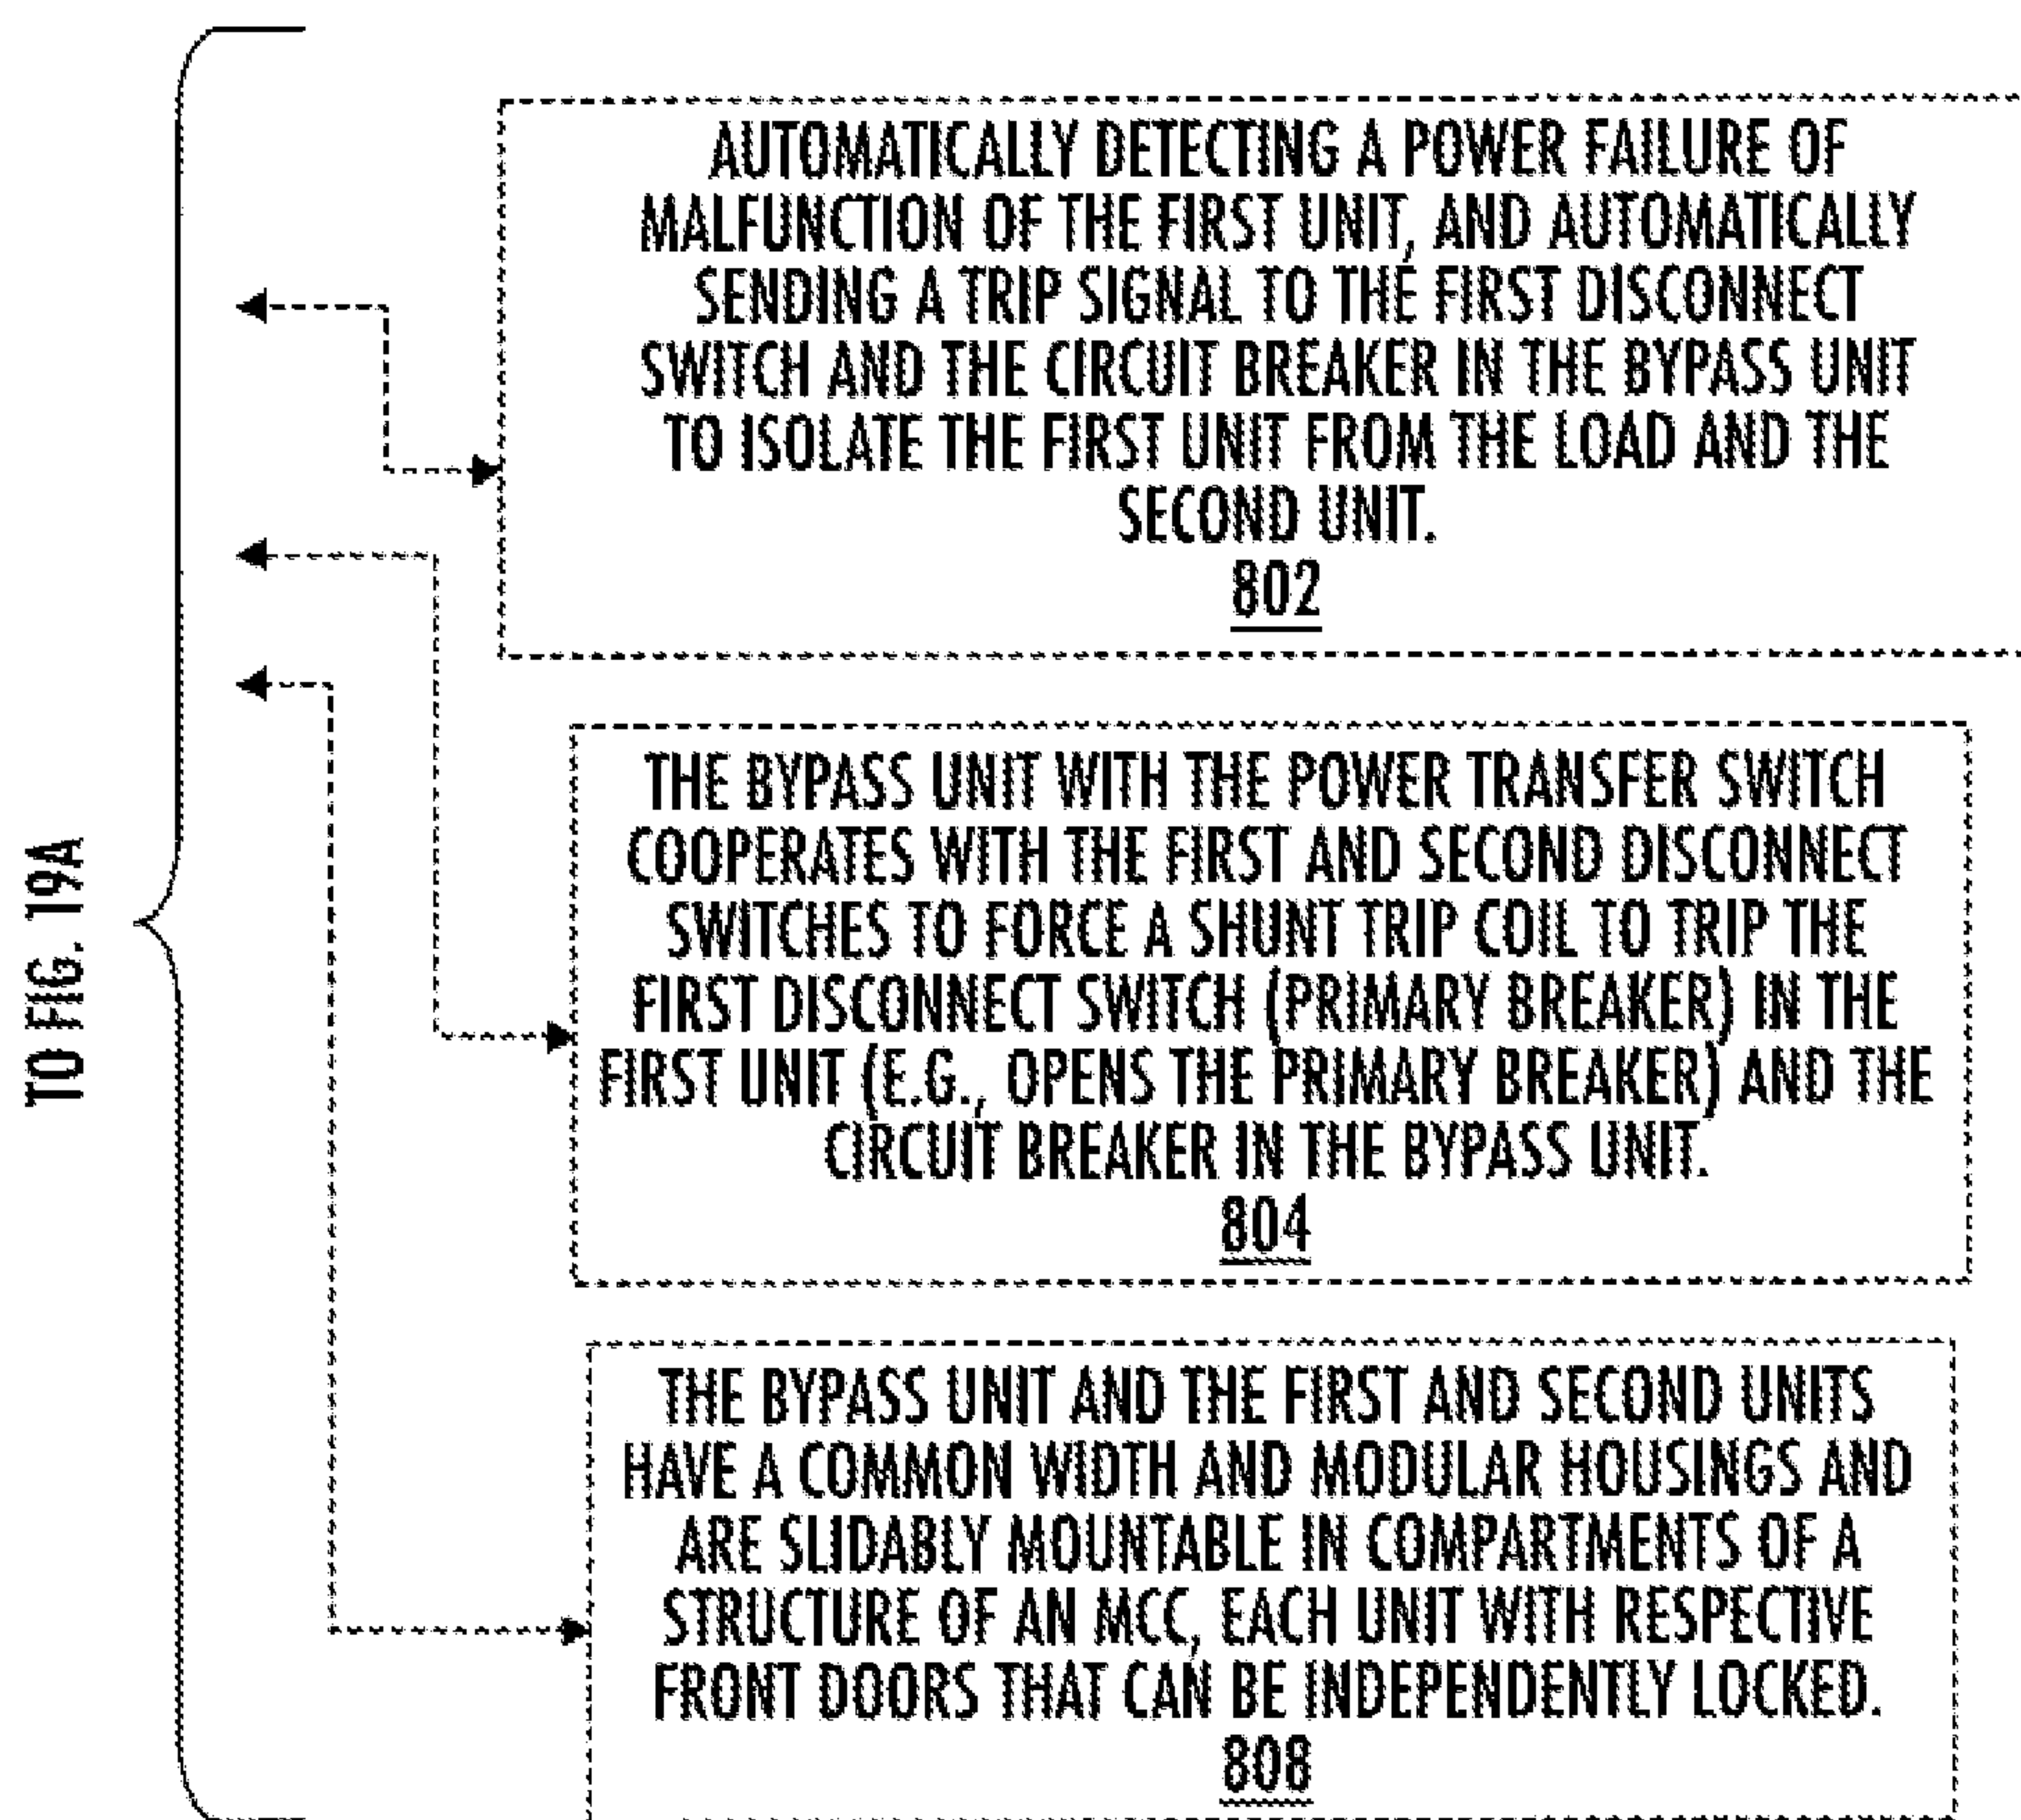 TO FIG. 19A
AUTOMATICALLY DETECTING A POWER FAILURE OF
MALFUNCTION OF THE FIRST UNIT, AND AUTOMATICALLY
SENDING A TRIP SIGNAL TO THE FIRST DISCONNECT
SWITCH AND THE CIRCUIT BREAKER IN THE BYPASS UNIT
TO ISOLATE THE FIRST UNIT FROM THE LOAD AND THE
SECOND UNIT.
802
THE BYPASS UNIT WITH THE POWER TRANSFER SWITCH
COOPERATES WITH THE FIRST AND SECOND DISCONNECT
SWITCHES TO FORCE A SHUNT TRIP COIL TO TRIP THE
FIRST DISCONNECT SWITCH (PRIMARY BREAKER) IN THE
FIRST UNIT (E.G., OPENS THE PRIMARY BREAKER) AND THE
CIRCUIT BREAKER IN THE BYPASS UNIT.
804
THE BYPASS UNIT AND THE FIRST AND SECOND UNITS
HAVE A COMMON WIDTH AND MODULAR HOUSINGS AND
ARE SLIDABLY MOUNTABLE IN COMPARTMENTS OF A
STRUCTURE OF AN MCC, EACH UNIT WITH RESPECTIVE
FRONT DOORS THAT CAN BE INDEPENDENTLY LOCKED.
808